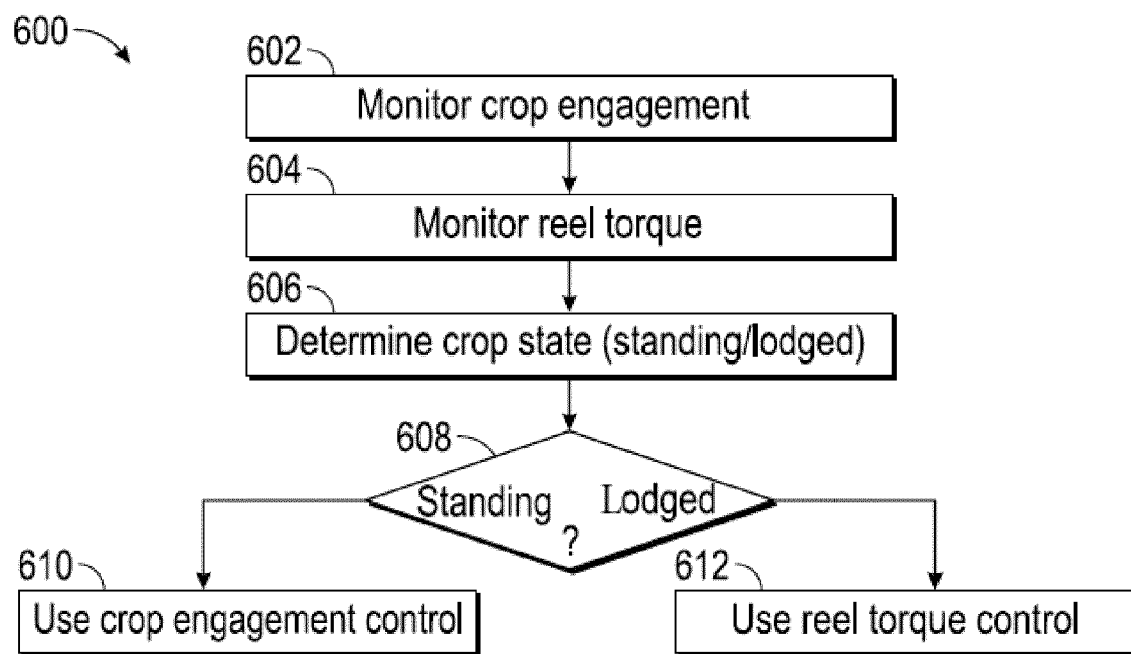 600
602
Monitor crop engagement
604
Monitor reel torque
606
Determine crop state (standing/lodged)
608
Standing Lodged
?
610
Use crop engagement control
612
Use reel torque control